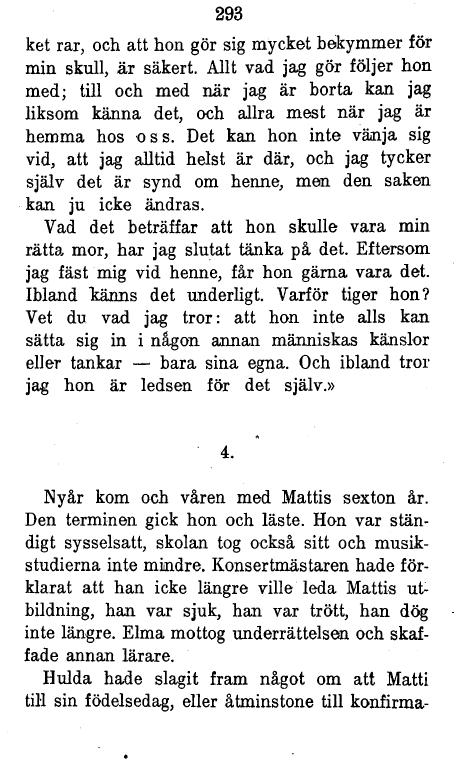 293
ket rar, och att hon gör sig mycket bekymmer för
min skull, är säkert. Allt vad jag gör följer hon
med; till och med när jag är borta kan jag
liksom känna det, och allra mest när jag är
hemma hos oss. Det kan hon inte vänja sig
vid, att jag alltid helst är där, och jag tycker
själv det är synd om henne, men den saken
kan ju icke ändras.
Vad det beträffar att hon skulle vara min
rätta mor, har jag slutat tänka på det. Eftersom
jag fäst mig vid henne, får hon gärna vara det.
Ibland känns det underligt. Varför tiger hon?
Vet du vad jag tror: att hon inte alls kan
sätta sig in i någon annan människas känslor
eller tankar — bara sina egna. Och ibland tror
jag hon är ledsen för det själv.»
4.
Nyår kom och våren med Mattis sexton år.
Den terminen gick hon och läste. Hon var stän-
digt sysselsatt, skolan tog också sitt och musik-
studierna inte mindre. Konsertmästaren hade för-
klarat att han icke längre ville leda Mattis ut-
bildning, han var sjuk, han var trött, han dög
inte längre. Elma mottog underrättelsen och skaf-
fade annan lärare.
Hulda hade slagit fram något om att Matti
till sin födelsedag, eller åtminstone till konfirma-